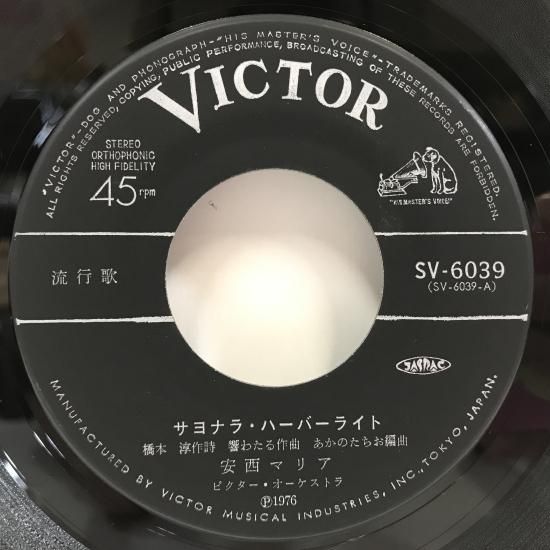 "VICTOR"-DOG AND PHONOGRAPH-"HIS MASTER'S VOICE"-TRADEMARKS REGISTERED.
ALL RIGHTS RESERVED, COPYING, PUBLIC PERFORMANCE, BROADCASTING OF THESE RECORDS ARE FORBIDDEN.
VICTOR
STEREO
ORTHOPHONIC
HIGH FIDELITY
45rpm
"HIS MASTER'S VOICE"
流行歌
SV-6039
(SV-6039-A)
JASRAC
サヨナラ・ハーバーライト
橋本 淳作詩 響わたる作曲 あかのたちお編曲
安西マリア
ビクター・オーケストラ
Ⓟ1976
MANUFACTURED BY VICTOR MUSICAL INDUSTRIES, INC., TOKYO, JAPAN.